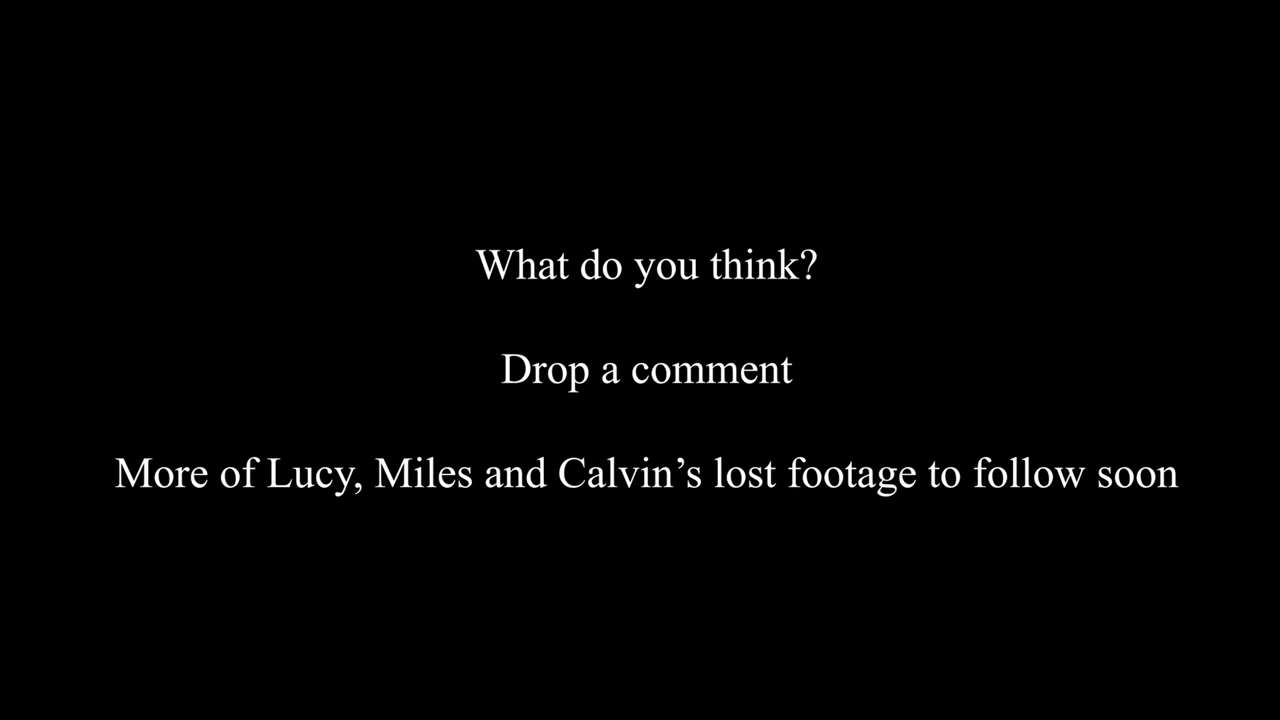 What do you think?
Drop a comment
More of Lucy, Miles and Calvin’s lost footage to follow soon